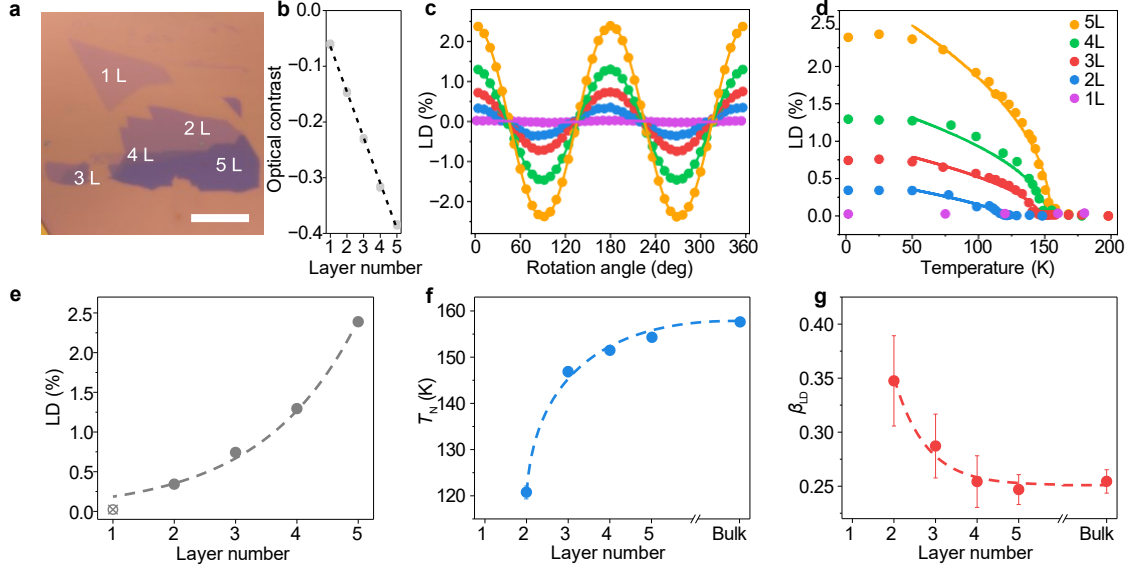 a
1 L
2 L
4 L
3 L
5 L
b
Optical contrast
0.0
−0.1
−0.2
−0.3
−0.4
1 2 3 4 5
Layer number
c
LD (%)
2.0
1.0
0.0
−1.0
−2.0
0 60 120 180 240 300 360
Rotation angle (deg)
d
LD (%)
2.5
2.0
1.5
1.0
0.5
0.0
0 50 100 150 200
Temperature (K)
5L
4L
3L
2L
1L
e
LD (%)
2.5
2.0
1.5
1.0
0.5
0.0
1 2 3 4 5
Layer number
f
T_N (K)
160
150
140
130
120
1 2 3 4 5 // Bulk
Layer number
g
β_LD
0.40
0.35
0.30
0.25
1 2 3 4 5 // Bulk
Layer number